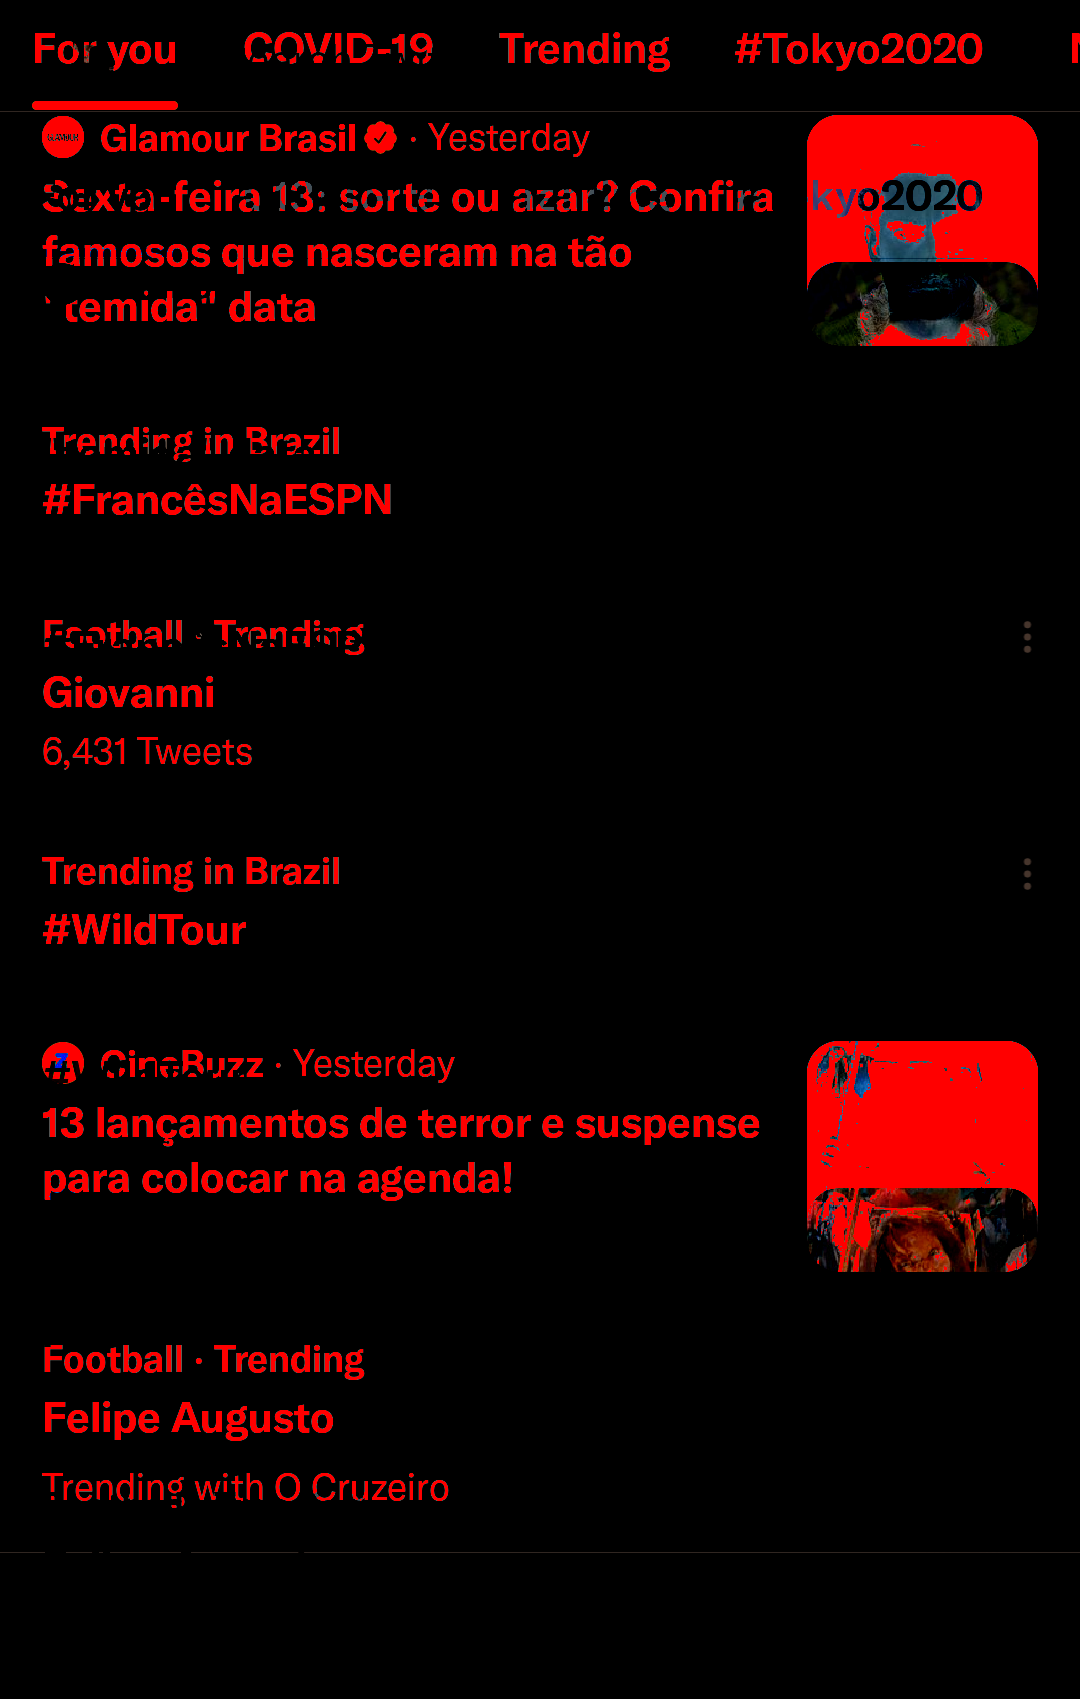 For you COVID-19 Trending #Tokyo2020
GLAMOUR Glamour Brasil · Yesterday
Sexta-feira 13: sorte ou azar? Confira
kyo2020
famosos que nasceram na tão
"temida" data
Trending in Brazil
#FrancêsNaESPN
Football · Trending
Giovanni
6,431 Tweets
Trending in Brazil
#WildTour
CineBuzz · Yesterday
13 lançamentos de terror e suspense
para colocar na agenda!
Football · Trending
Felipe Augusto
Trending with O Cruzeiro